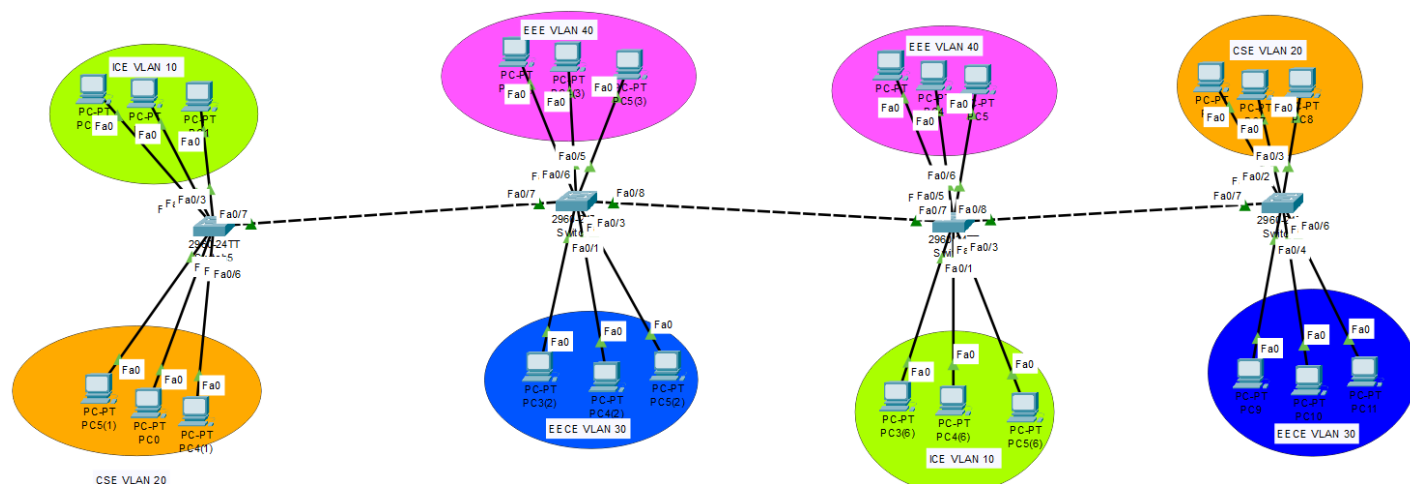 ICE VLAN 10
PC-PT
PC-PT
PC-PT
Fa0
Fa0
Fa0/3
Fa0/7
Fa0/6
Fa0
Fa0
Fa0
PC-PT
PC5(1)
PC-PT
PC0
PC-PT
PC4(1)
CSE VLAN 20
EEE VLAN 40
PC-PT
PC5(3)
Fa0
Fa0
Fa0
Fa0/5
Fa0/6
Fa0/7
Fa0/8
Fa0/3
Fa0/1
Fa0
Fa0
Fa0
PC-PT
PC3(2)
PC-PT
PC4(2)
PC-PT
PC5(2)
EECE VLAN 30
EEE VLAN 40
PC-PT
PC-PT
PC5
Fa0
Fa0
Fa0
Fa0/6
Fa0/5
Fa0/7
Fa0/8
Fa0/3
Fa0/1
Fa0
Fa0
Fa0
PC-PT
PC3(6)
PC-PT
PC4(6)
PC-PT
PC5(6)
ICE VLAN 10
CSE VLAN 20
PC8
Fa0
Fa0
Fa0
Fa0/3
Fa0/2
Fa0/7
Fa0/6
Fa0/4
Fa0
Fa0
Fa0
PC-PT
PC9
PC-PT
PC10
PC-PT
PC11
EECE VLAN 30